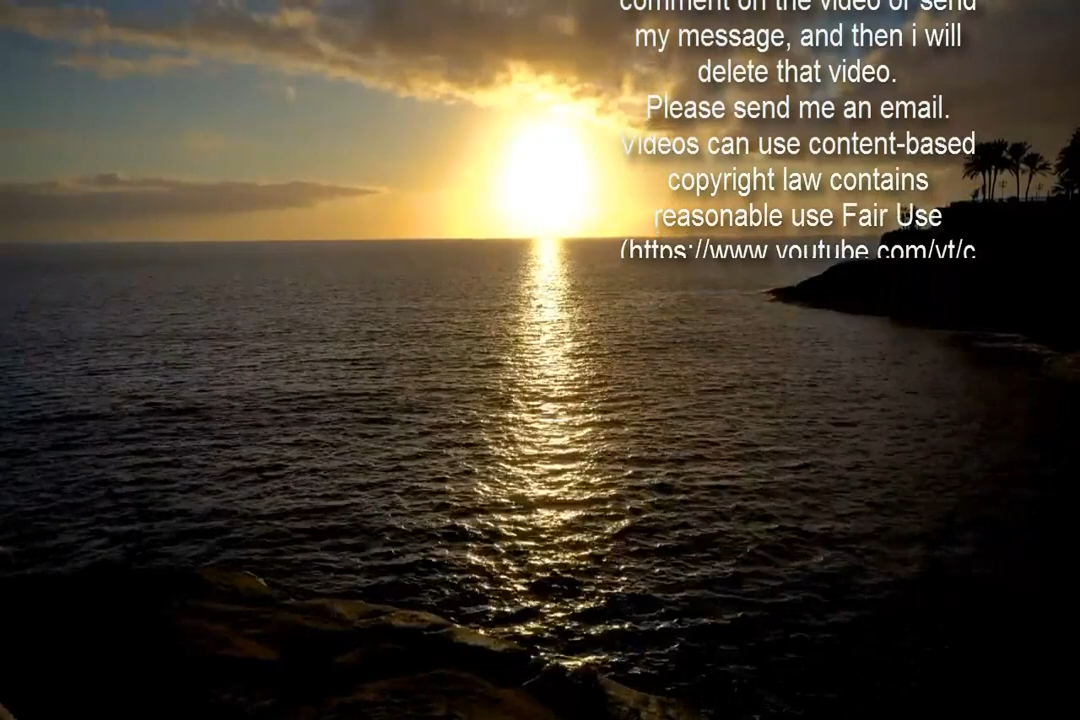 comment on the video or send
my message, and then i will
delete that video.
Please send me an email.
Videos can use content-based
copyright law contains
reasonable use Fair Use
(https://www.youtube.com/yt/c